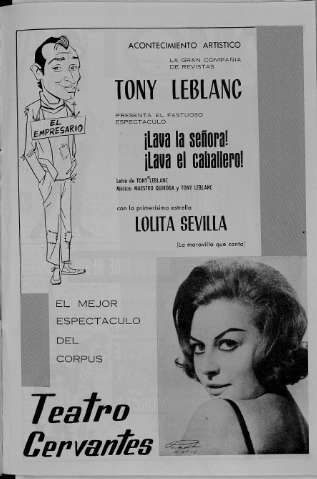 ACONTECIMIENTO ARTISTICO
LA GRAN COMPAÑIA
DE REVISTAS
TONY LEBLANC
PRESENTA EL FASTUOSO
ESPECTACULO
¡Lava la señora!
¡Lava el caballero!
Letra de TONY LEBLANC
Música: MAESTRO QUIROGA y TONY LEBLANC
con la primerísima estrella
LOLITA SEVILLA
(La maravilla que canta)
EL
EMPRESARIO
EL MEJOR
ESPECTACULO
DEL
CORPUS
Teatro
Cervantes